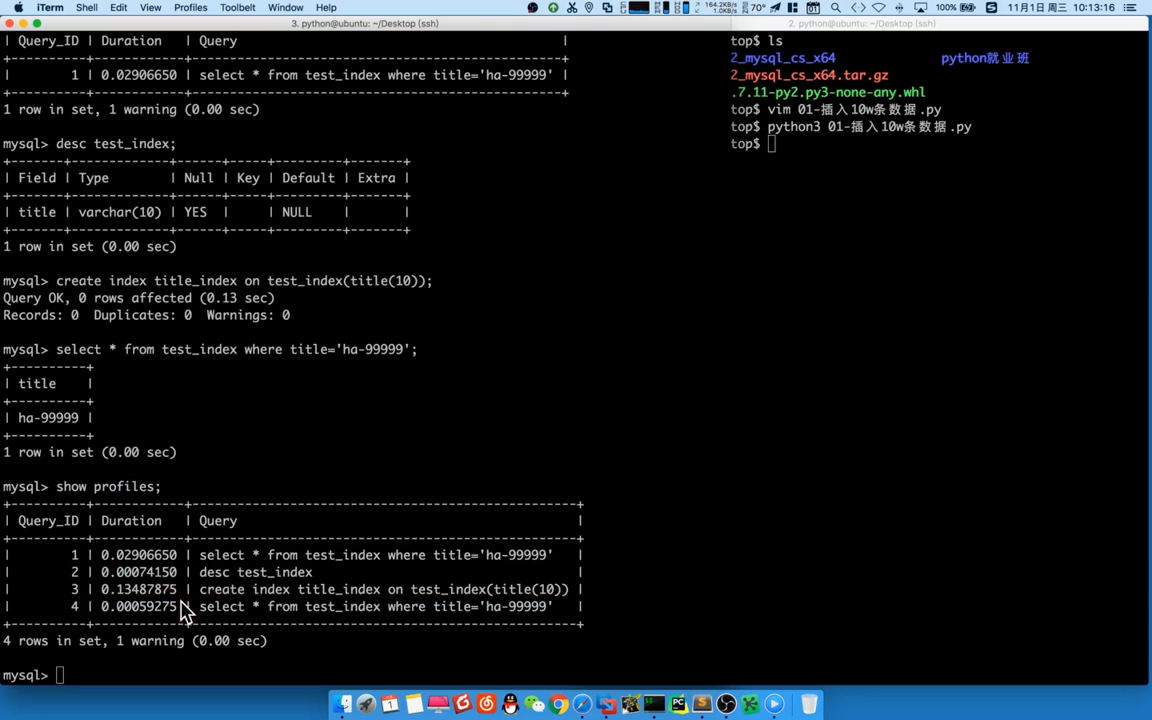 iTerm Shell Edit View Profiles Toolbelt Window Help 164.2KB/s 1.0KB/s 70° 100% 11月1日 周三 10:13:16
3. python@ubuntu: ~/Desktop (ssh)
2. python@ubuntu: ~/Desktop (ssh)
| Query_ID | Duration | Query |
+----------+------------+-------------------------------------------+
| 1 | 0.02906650 | select * from test_index where title='ha-99999' |
+----------+------------+-------------------------------------------+
1 row in set, 1 warning (0.00 sec)
mysql> desc test_index;
+-------+-------------+------+-----+---------+-------+
| Field | Type | Null | Key | Default | Extra |
+-------+-------------+------+-----+---------+-------+
| title | varchar(10) | YES | | NULL | |
+-------+-------------+------+-----+---------+-------+
1 row in set (0.00 sec)
mysql> create index title_index on test_index(title(10));
Query OK, 0 rows affected (0.13 sec)
Records: 0 Duplicates: 0 Warnings: 0
mysql> select * from test_index where title='ha-99999';
+----------+
| title |
+----------+
| ha-99999 |
+----------+
1 row in set (0.00 sec)
mysql> show profiles;
+----------+------------+-------------------------------------------+
| Query_ID | Duration | Query |
+----------+------------+-------------------------------------------+
| 1 | 0.02906650 | select * from test_index where title='ha-99999' |
| 2 | 0.00074150 | desc test_index |
| 3 | 0.13487875 | create index title_index on test_index(title(10)) |
| 4 | 0.00059275 | select * from test_index where title='ha-99999' |
+----------+------------+-------------------------------------------+
4 rows in set, 1 warning (0.00 sec)
mysql>
top$ ls
2_mysql_cs_x64 python就业班
2_mysql_cs_x64.tar.gz
.7.11-py2.py3-none-any.whl
top$ vim 01-插入10w条数据.py
top$ python3 01-插入10w条数据.py
top$